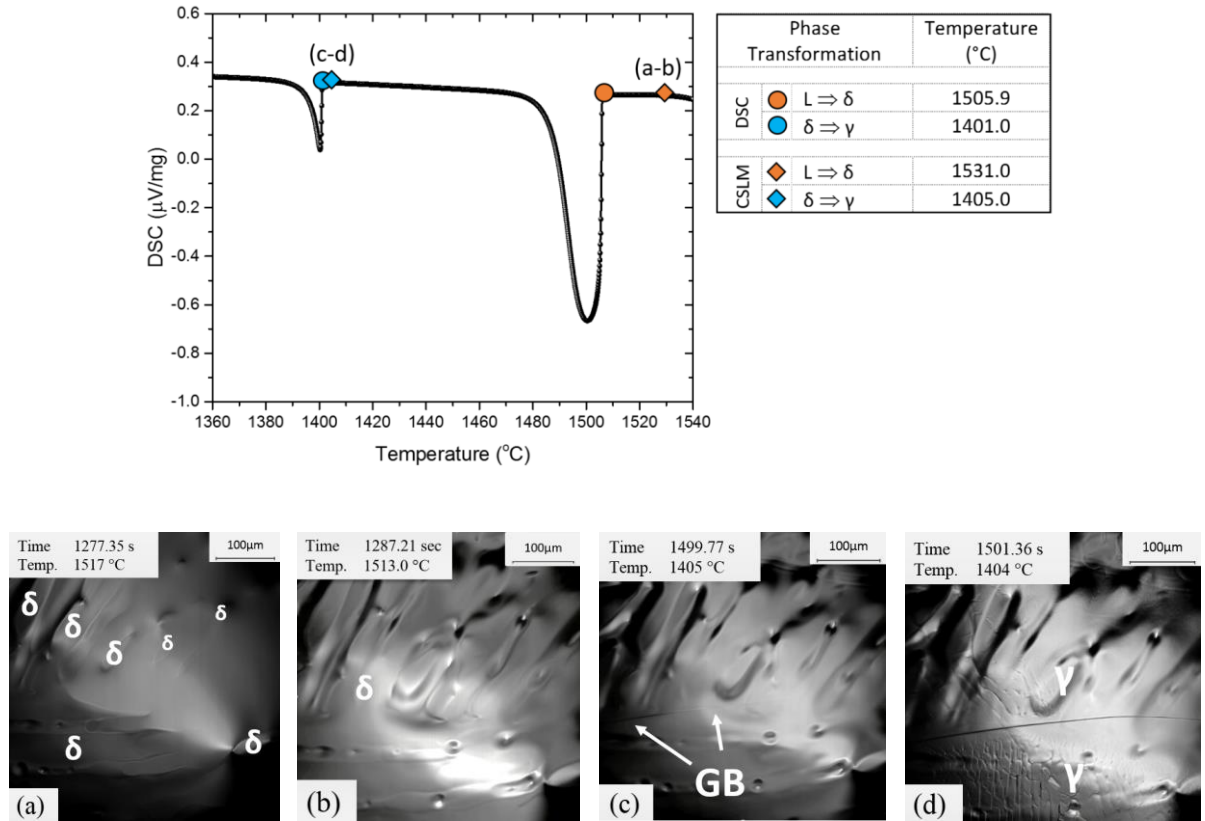 0.6
0.4
0.2
0.0
-0.2
-0.4
-0.6
-0.8
-1.0
DSC (µV/mg)
(c-d)
(a-b)
1360 1380 1400 1420 1440 1460 1480 1500 1520 1540
Temperature (°C)
Phase Transformation
Temperature (°C)
DSC
L ⇒ δ 1505.9
δ ⇒ γ 1401.0
CSLM
L ⇒ δ 1531.0
δ ⇒ γ 1405.0
Time 1277.35 s
Temp. 1517 °C
100µm
δ δ δ δ δ
δ δ
(a)
Time 1287.21 sec
Temp. 1513.0 °C
100µm
δ
(b)
Time 1499.77 s
Temp. 1405 °C
100µm
GB
(c)
Time 1501.36 s
Temp. 1404 °C
100µm
γ
γ
(d)